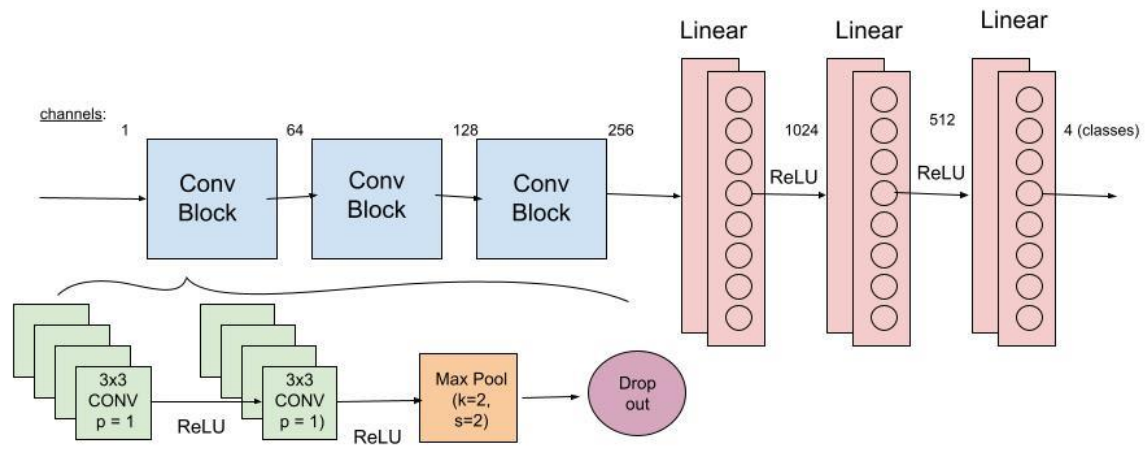 Linear
Linear
Linear
channels:
1
64
128
256
1024
512
4 (classes)
Conv
Block
Conv
Block
Conv
Block
ReLU
ReLU
3x3
CONV
p = 1
ReLU
3x3
CONV
p = 1)
ReLU
Max Pool
(k=2,
s=2)
Drop
out